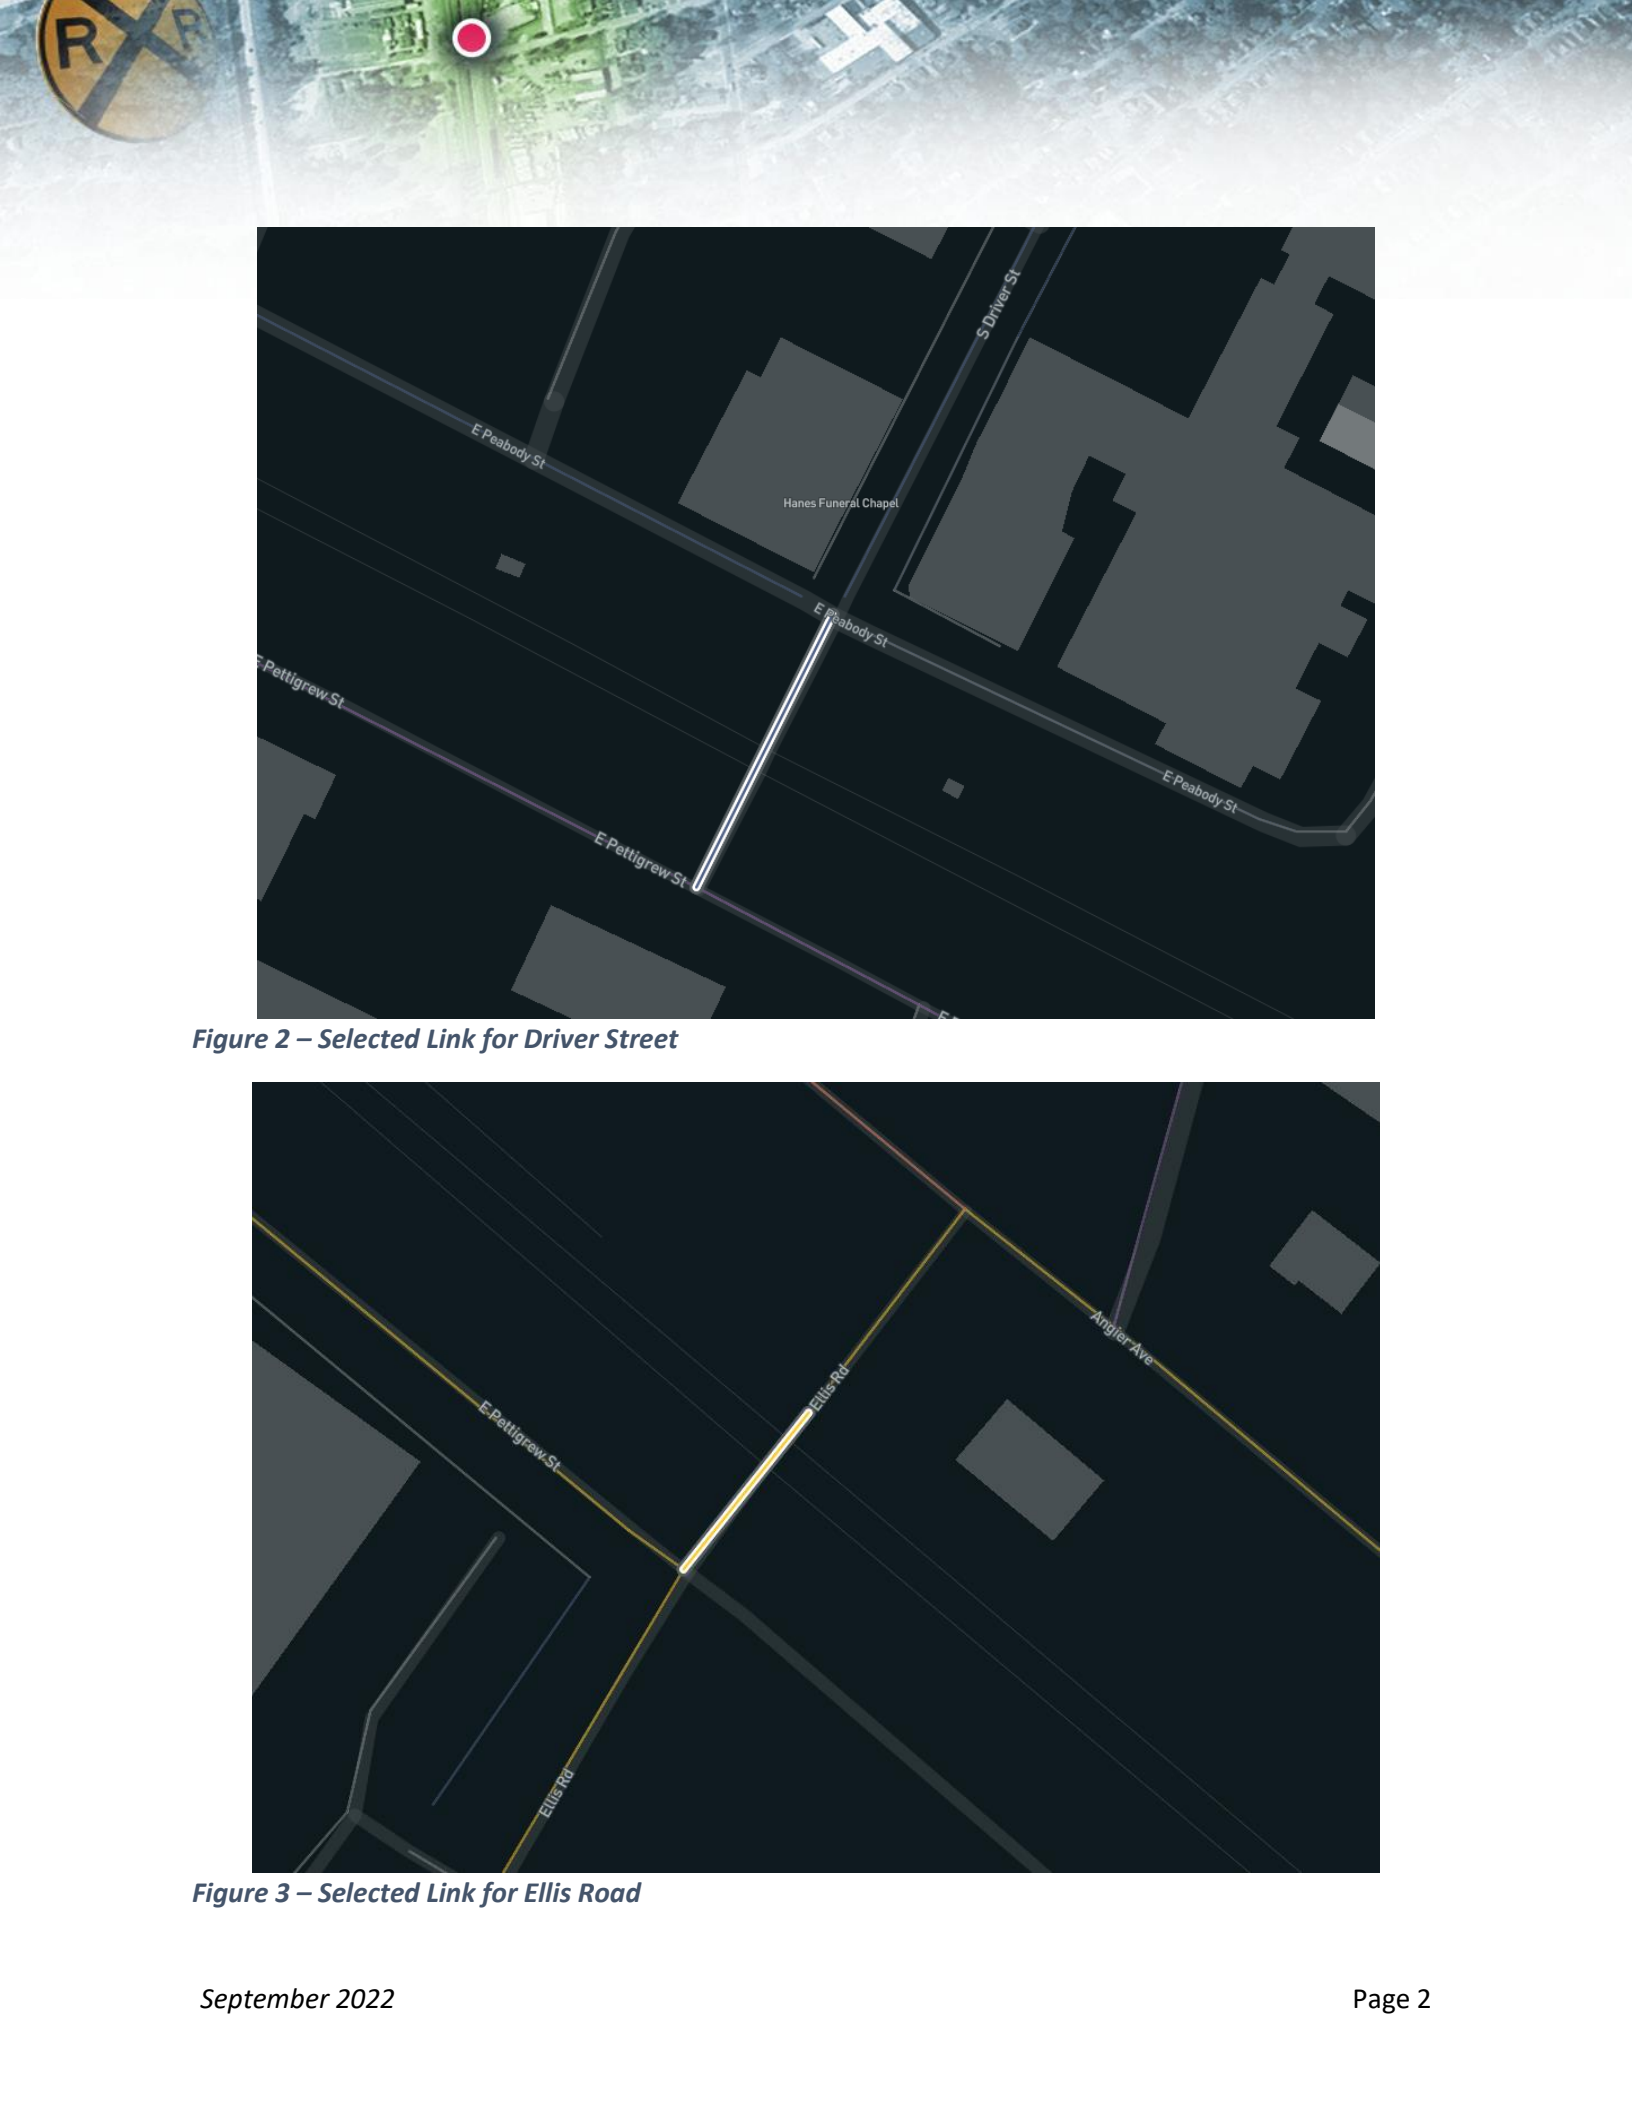 R R
S Driver St
E Peabody St
Hanes Funeral Chapel
E Peabody St
E Pettigrew St
E Peabody St
E Pettigrew St
Figure 2 – Selected Link for Driver Street
Angier Ave
Ellis Rd
E Pettigrew St
Ellis Rd
Figure 3 – Selected Link for Ellis Road
September 2022
Page 2